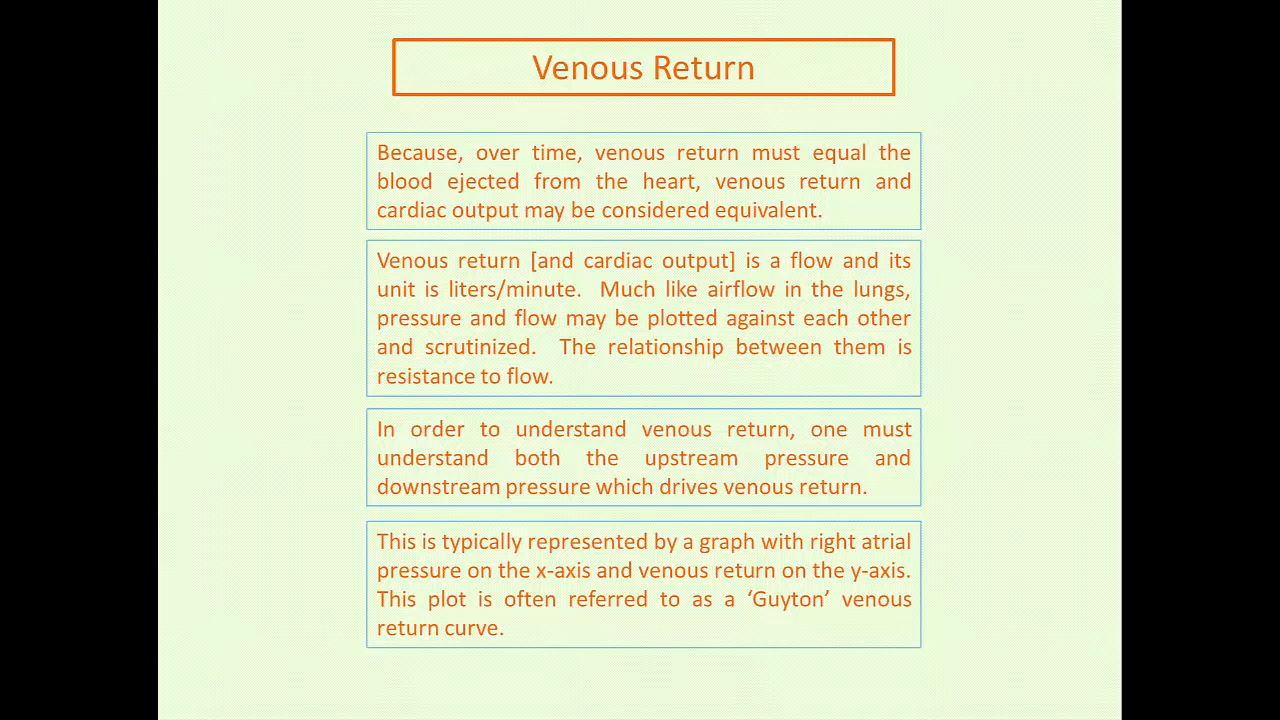 Venous Return
Because, over time, venous return must equal the
blood ejected from the heart, venous return and
cardiac output may be considered equivalent.
Venous return [and cardiac output] is a flow and its
unit is liters/minute.  Much like airflow in the lungs,
pressure and flow may be plotted against each other
and scrutinized.  The relationship between them is
resistance to flow.
In order to understand venous return, one must
understand both the upstream pressure and
downstream pressure which drives venous return.
This is typically represented by a graph with right atrial
pressure on the x-axis and venous return on the y-axis.
This plot is often referred to as a ‘Guyton’ venous
return curve.